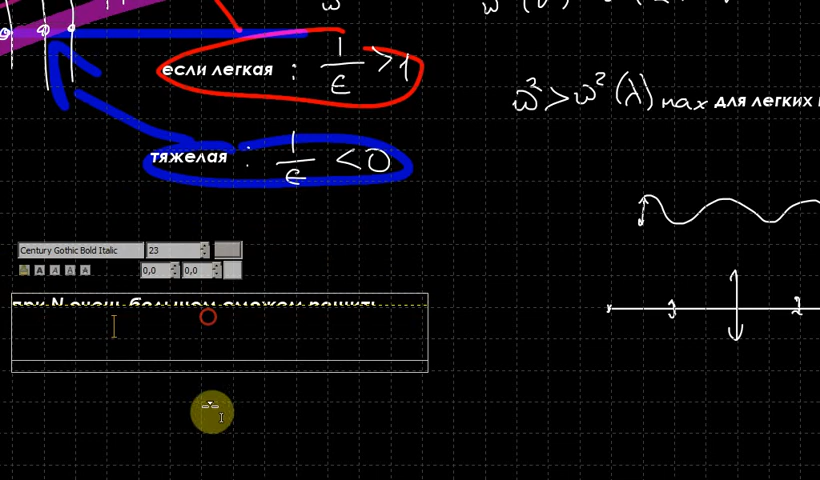 если легкая : 1/ε > 1
ω² > ω²(λ) max для легких
тяжелая : 1/ε < 0
Century Gothic Bold Italic 23
A A A A A 0,0 0,0
при N очень большом сможем решить